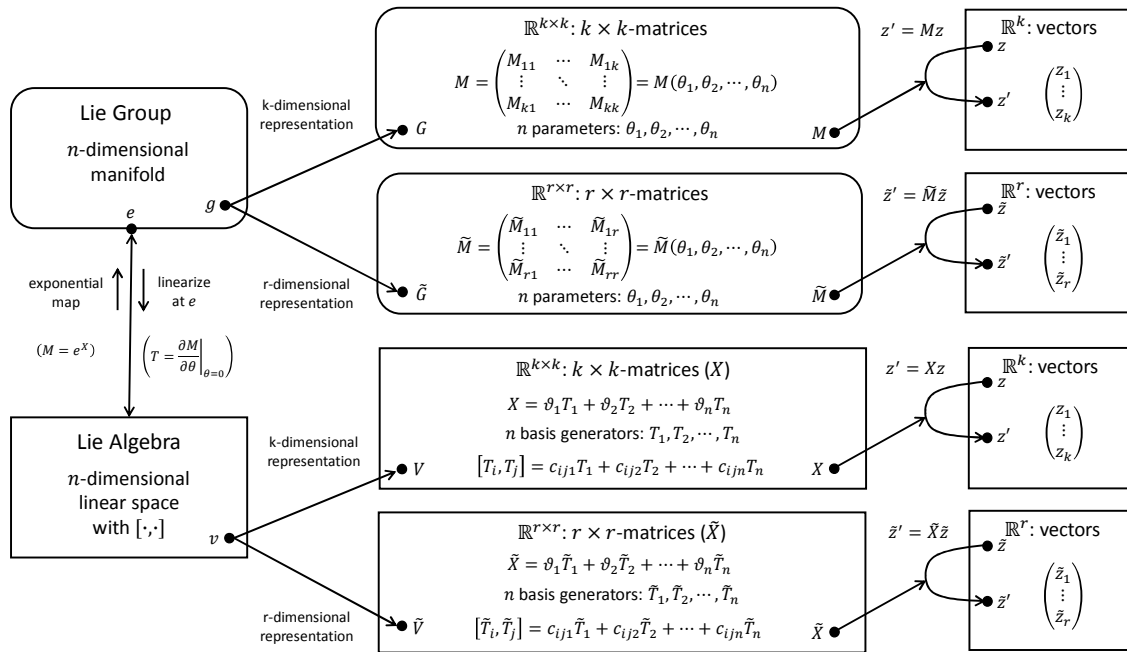 Lie Group
n-dimensional
manifold
g
e
exponential
map
linearize
at e
(M = e^X)
(T = ∂M/∂θ|_{θ=0})
Lie Algebra
n-dimensional
linear space
with [·,·]
v
k-dimensional
representation
r-dimensional
representation
k-dimensional
representation
r-dimensional
representation
ℝ^{k×k}: k × k-matrices
M = (M₁₁ ⋯ M₁ₖ
⋮ ⋱ ⋮
Mₖ₁ ⋯ Mₖₖ) = M(θ₁, θ₂, ⋯, θₙ)
n parameters: θ₁, θ₂, ⋯, θₙ
G
M
z′ = Mz
ℝ^k: vectors
z
z′
(z₁
⋮
zₖ)
ℝ^{r×r}: r × r-matrices
M̃ = (M̃₁₁ ⋯ M̃₁ᵣ
⋮ ⋱ ⋮
M̃ᵣ₁ ⋯ M̃ᵣᵣ) = M̃(θ₁, θ₂, ⋯, θₙ)
n parameters: θ₁, θ₂, ⋯, θₙ
G̃
M̃
z̃′ = M̃z̃
ℝ^r: vectors
z̃
z̃′
(z̃₁
⋮
z̃ᵣ)
ℝ^{k×k}: k × k-matrices (X)
X = ϑ₁T₁ + ϑ₂T₂ + ⋯ + ϑₙTₙ
n basis generators: T₁, T₂, ⋯, Tₙ
[Tᵢ, Tⱼ] = cᵢⱼ₁T₁ + cᵢⱼ₂T₂ + ⋯ + cᵢⱼₙTₙ
V
X
z′ = Xz
ℝ^k: vectors
z
z′
(z₁
⋮
zₖ)
ℝ^{r×r}: r × r-matrices (X̃)
X̃ = ϑ₁T̃₁ + ϑ₂T̃₂ + ⋯ + ϑₙT̃ₙ
n basis generators: T̃₁, T̃₂, ⋯, T̃ₙ
[T̃ᵢ, T̃ⱼ] = cᵢⱼ₁T̃₁ + cᵢⱼ₂T̃₂ + ⋯ + cᵢⱼₙT̃ₙ
Ṽ
X̃
z̃′ = X̃z̃
ℝ^r: vectors
z̃
z̃′
(z̃₁
⋮
z̃ᵣ)